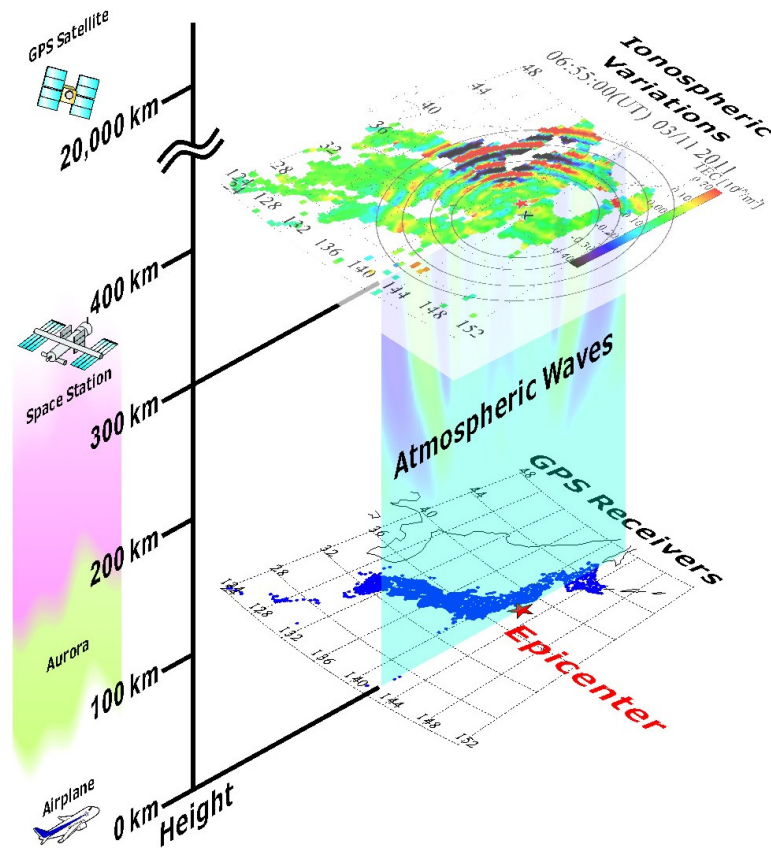 GPS Satellite
20,000 km
400 km
Space Station
300 km
200 km
Aurora
100 km
Airplane
0 km
Height
Ionospheric
Variations
06:55:00(UT) 03/11 2011
48
44
40
36
32
28
128
132
136
140
144
148
152
Atmospheric Waves
GPS Receivers
48
44
40
36
32
28
128
132
136
140
144
148
152
Epicenter